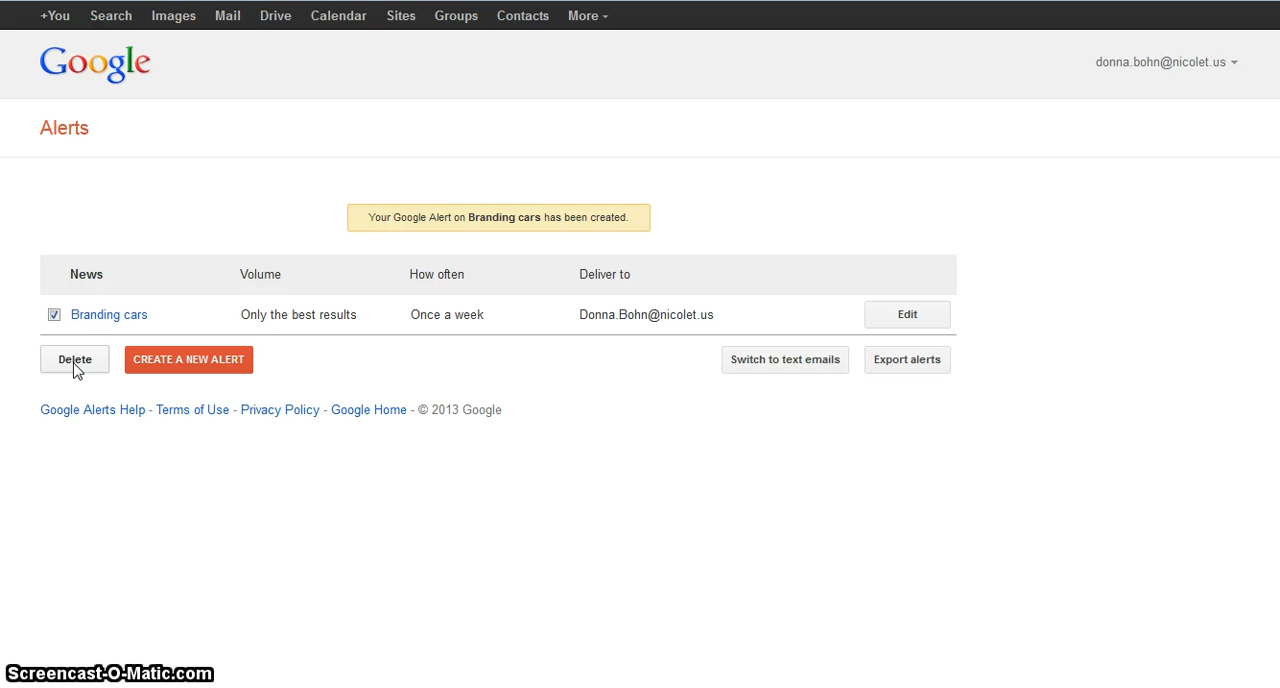 +You Search Images Mail Drive Calendar Sites Groups Contacts More
Google
donna.bohn@nicolet.us
Alerts
Your Google Alert on Branding cars has been created.
News Volume How often Deliver to
Branding cars Only the best results Once a week Donna.Bohn@nicolet.us Edit
Delete CREATE A NEW ALERT Switch to text emails Export alerts
Google Alerts Help - Terms of Use - Privacy Policy - Google Home - © 2013 Google
Screencast-O-Matic.com